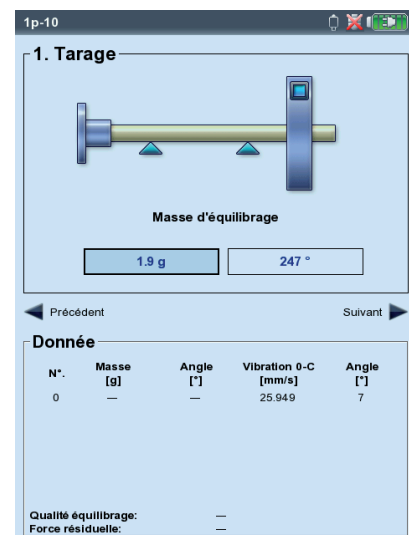 1p-10
1. Tarage
Masse d'équilibrage
1.9 g 247 °
Précédent Suivant
Donnée
N°. Masse [g] Angle [°] Vibration 0-C [mm/s] Angle [°]
0 — — 25.949 7
Qualité équilibrage: —
Force résiduelle: —